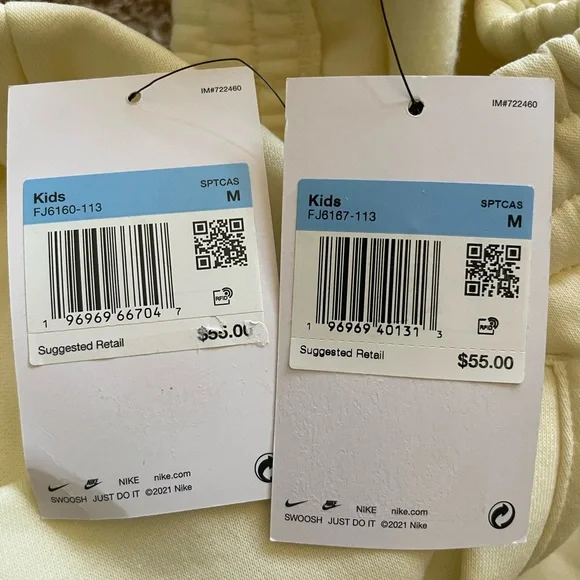 IM#722460
Kids SPTCAS
FJ6160-113 M
1 96969 66704 7
RFID
$55.00
Suggested Retail
NIKE nike.com
SWOOSH JUST DO IT ©2021 Nike
IM#722460
Kids SPTCAS
FJ6167-113 M
1 96969 40131 3
RFID
Suggested Retail $55.00
NIKE nike.com
SWOOSH JUST DO IT ©2021 Nike